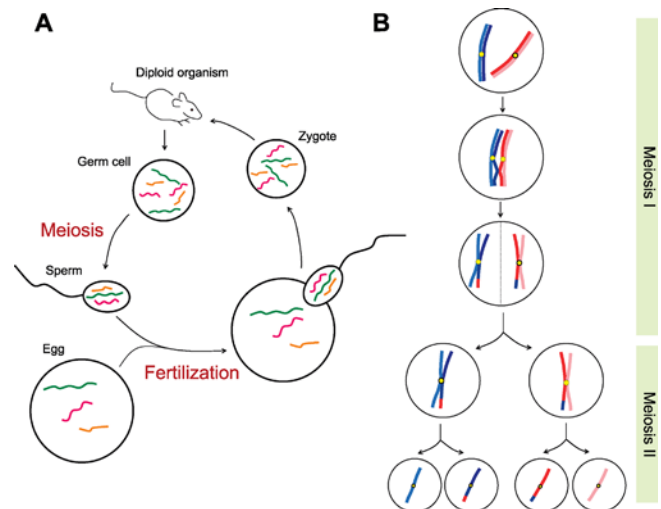 A
Diploid organism
Zygote
Germ cell
Meiosis
Sperm
Egg
Fertilization
B
Meiosis I
Meiosis II